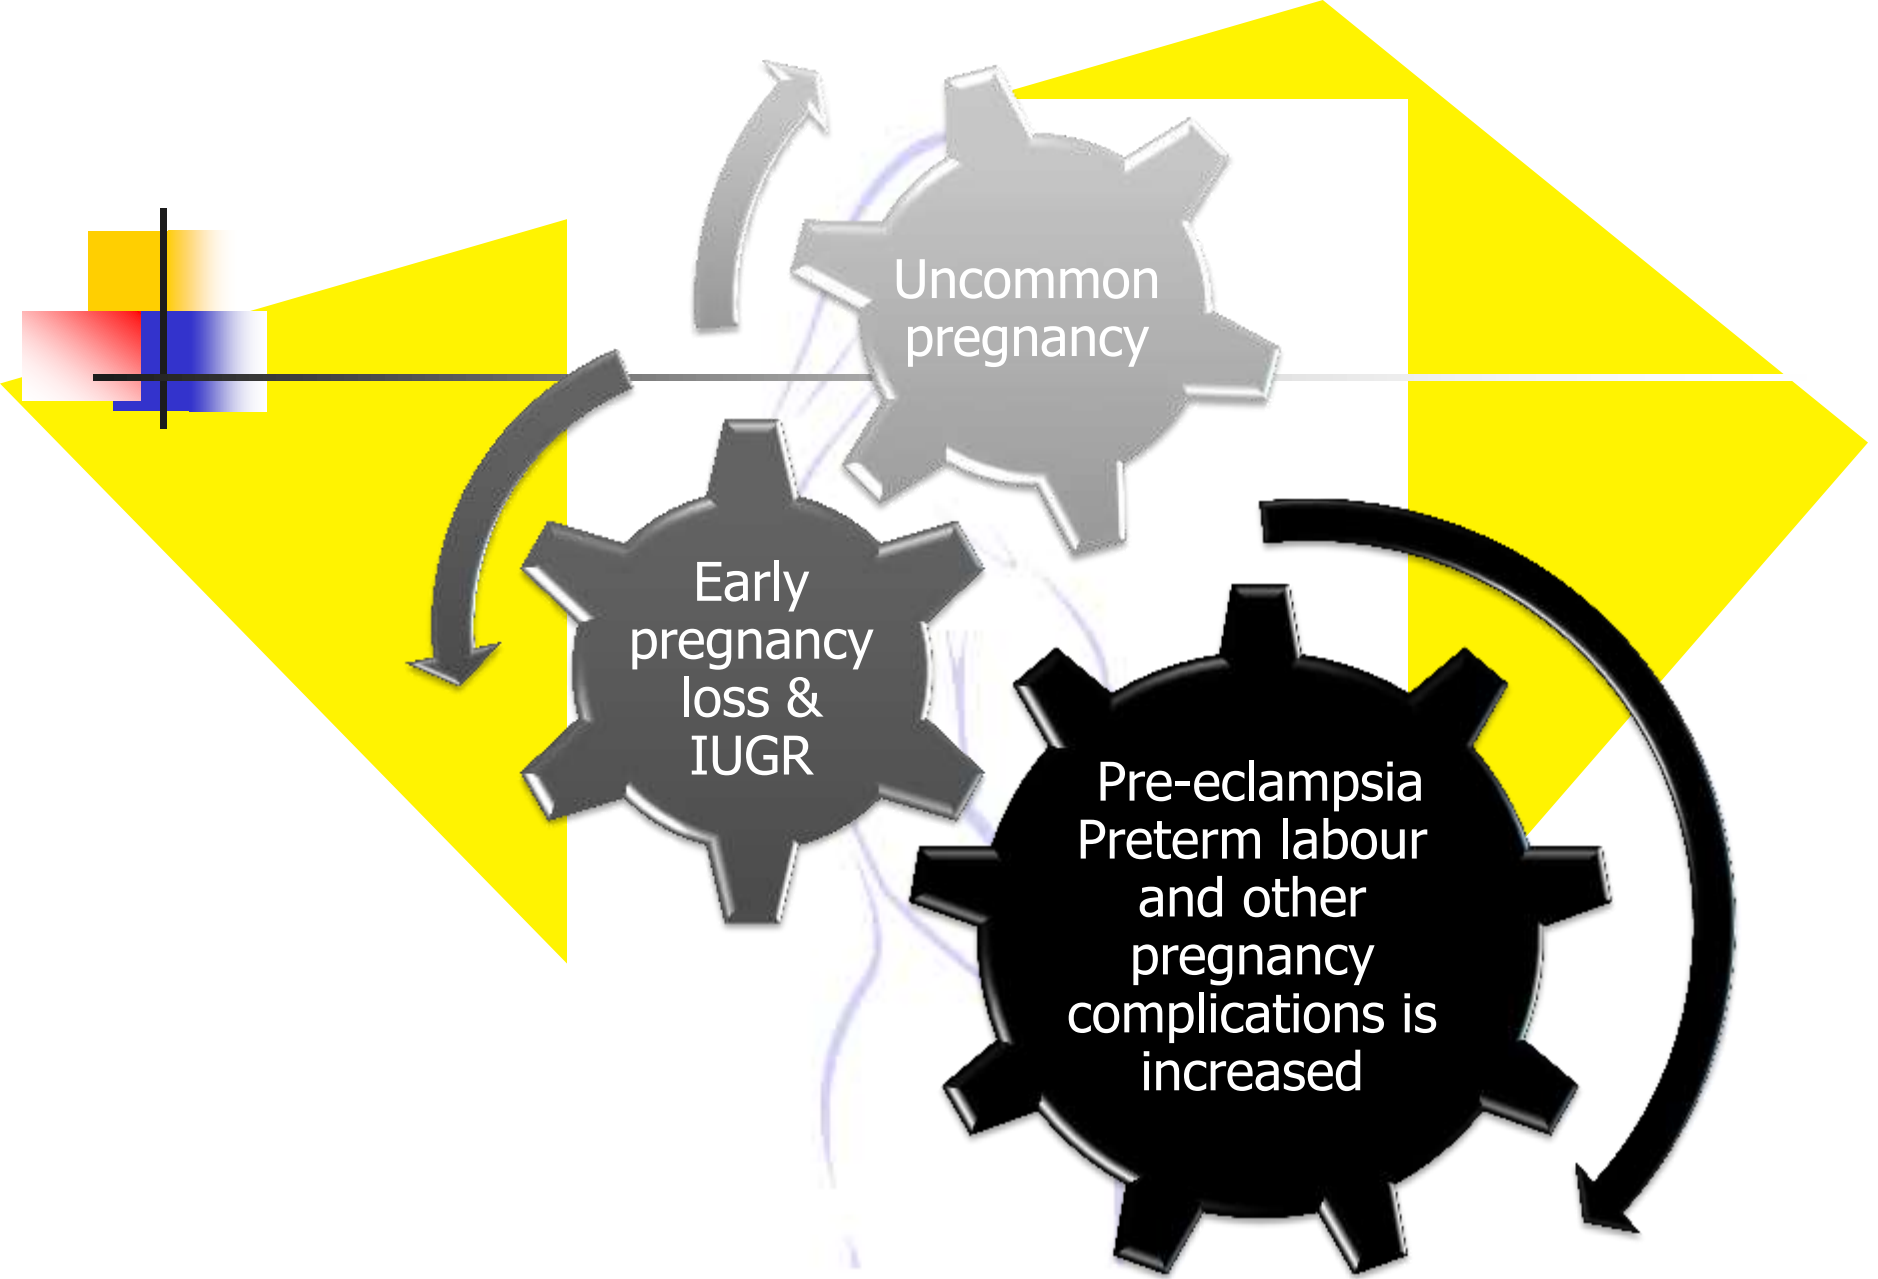 Uncommon
pregnancy
Early
pregnancy
loss &
IUGR
Pre-eclampsia
Preterm labour
and other
pregnancy
complications is
increased